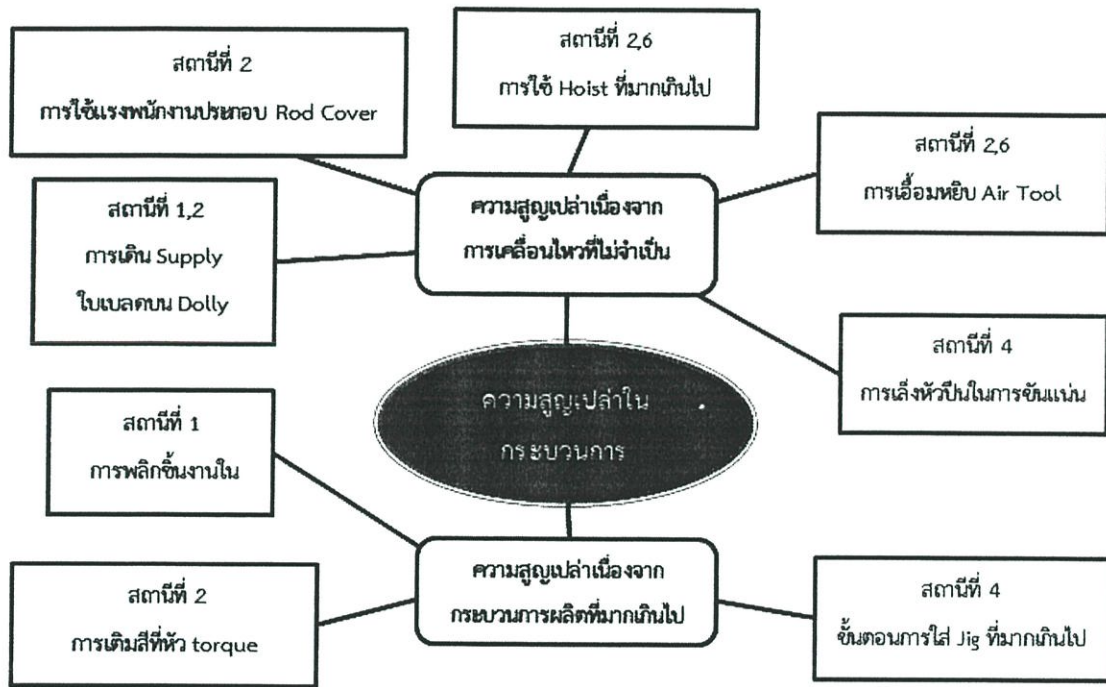 สถานีที่ 2
การใช้แรงพนักงานประกอบ Rod Cover
สถานีที่ 2,6
การใช้ Hoist ที่มากเกินไป
สถานีที่ 2,6
การเอื้อมหยิบ Air Tool
สถานีที่ 1,2
การเดิน Supply
ใบเบลดบน Dolly
ความสูญเปล่าเนื่องจาก
การเคลื่อนไหวที่ไม่จำเป็น
สถานีที่ 4
การเล็งหัวปืนในการขันแน่น
ความสูญเปล่าใน
กระบวนการ
สถานีที่ 1
การพลิกชิ้นงานใน
สถานีที่ 2
การเติมสีที่หัว torque
ความสูญเปล่าเนื่องจาก
กระบวนการผลิตที่มากเกินไป
สถานีที่ 4
ขั้นตอนการใส่ Jig ที่มากเกินไป